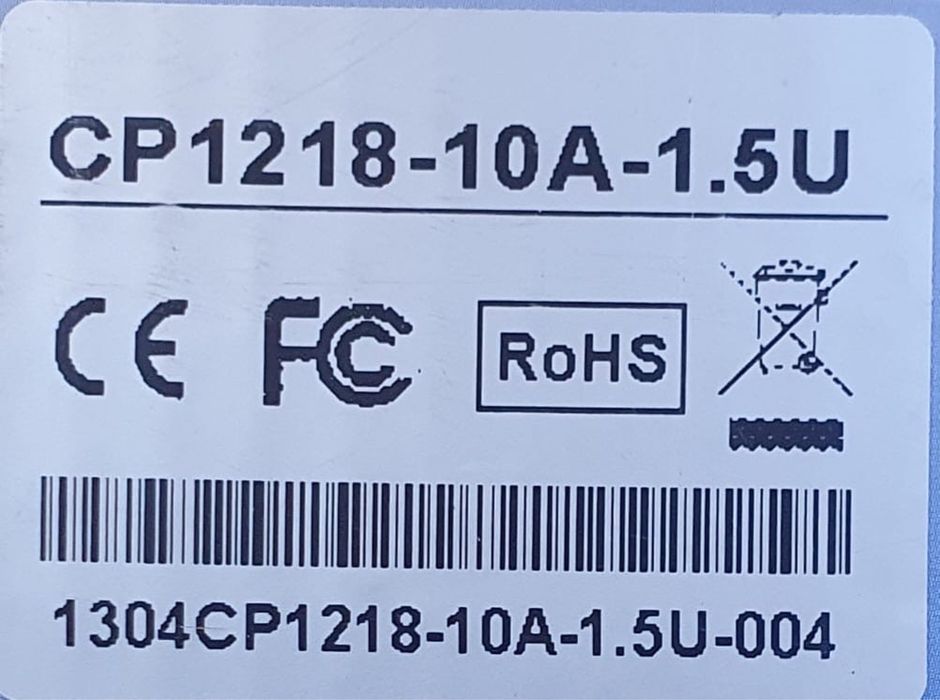 CP1218-10A-1.5U
CE FC RoHS
1304CP1218-10A-1.5U-004